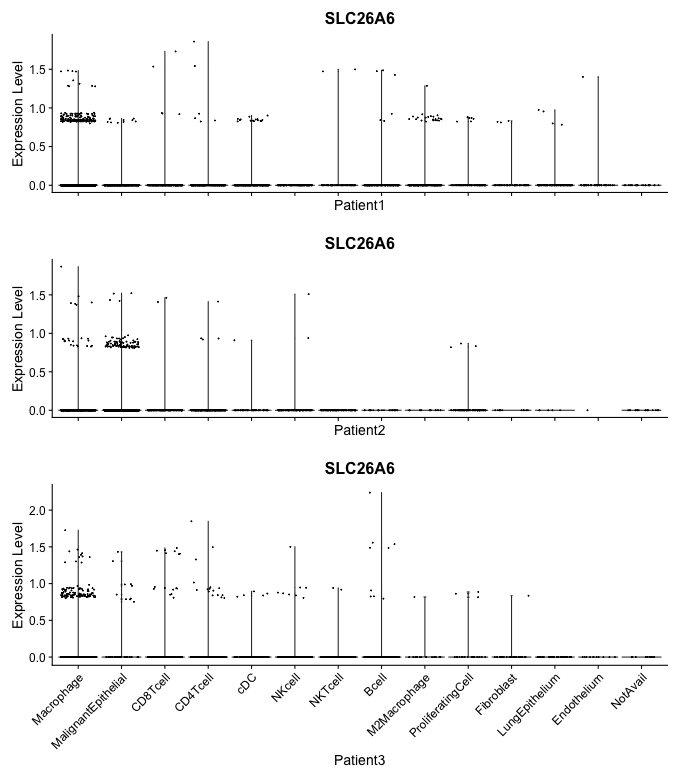 SLC26A6
Expression Level
1.5
1.0
0.5
0.0
Patient1
SLC26A6
Expression Level
1.5
1.0
0.5
0.0
Patient2
SLC26A6
Expression Level
2.0
1.5
1.0
0.5
0.0
Macrophage
MalignantEpithelial
CD8Tcell
CD4Tcell
cDC
NKcell
NKTcell
Bcell
M2Macrophage
ProliferatingCell
Fibroblast
LungEpithelium
Endothelium
NotAvail
Patient3